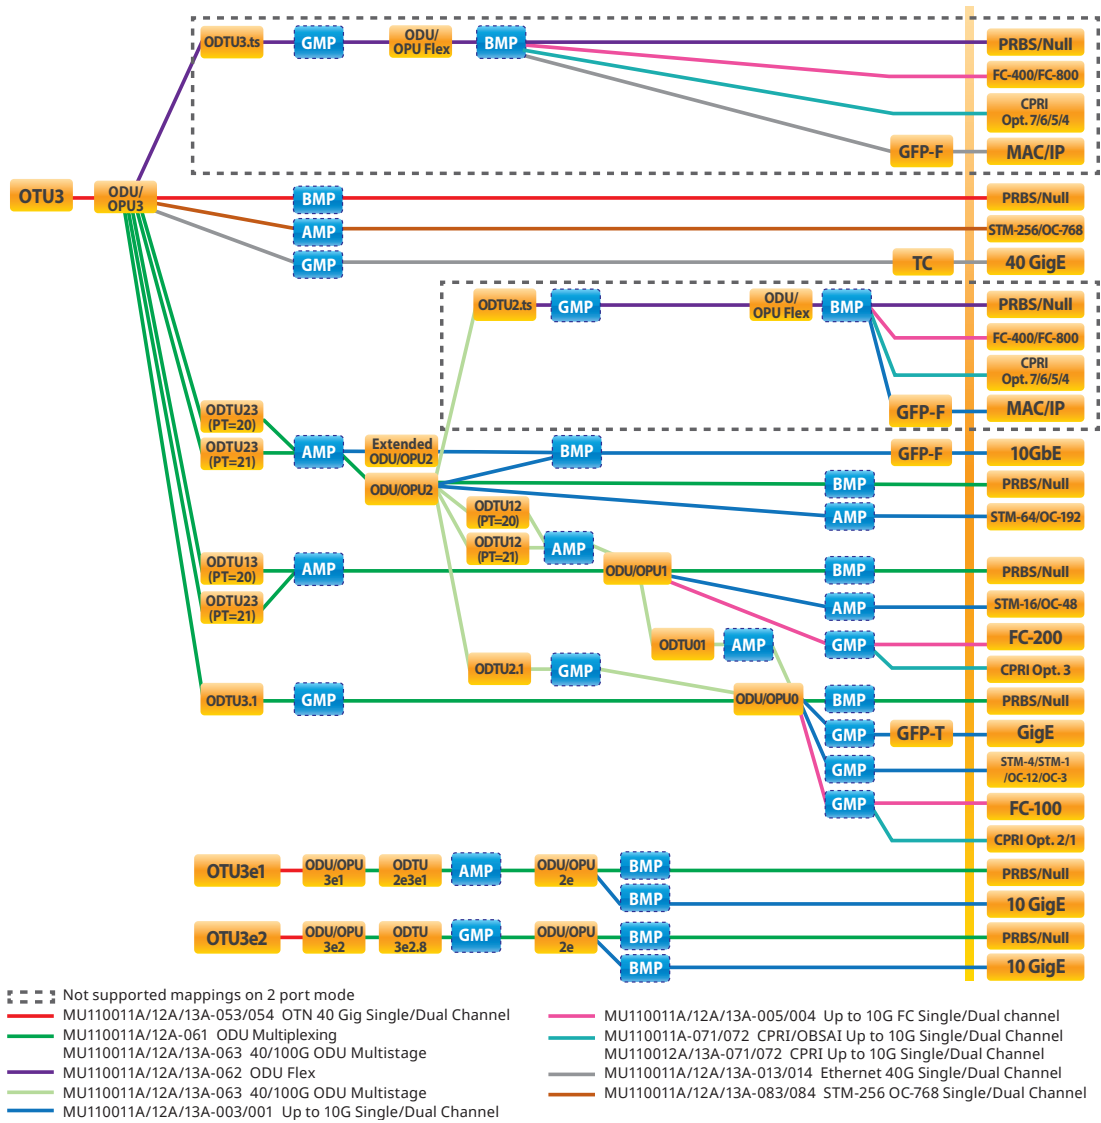 ODTU3.ts
GMP
ODU/
OPU Flex
BMP
PRBS/Null
FC-400/FC-800
CPRI
Opt. 7/6/5/4
GFP-F
MAC/IP
OTU3
ODU/
OPU3
BMP
PRBS/Null
AMP
STM-256/OC-768
GMP
TC
40 GigE
ODTU2.ts
GMP
ODU/
OPU Flex
BMP
PRBS/Null
FC-400/FC-800
CPRI
Opt. 7/6/5/4
GFP-F
MAC/IP
ODTU23
(PT=20)
ODTU23
(PT=21)
AMP
Extended
ODU/OPU2
BMP
GFP-F
10GbE
ODU/OPU2
BMP
PRBS/Null
ODTU12
(PT=20)
AMP
STM-64/OC-192
ODTU12
(PT=21)
AMP
ODTU13
(PT=20)
ODTU23
(PT=21)
AMP
ODU/OPU1
BMP
PRBS/Null
AMP
STM-16/OC-48
ODTU01
AMP
GMP
FC-200
CPRI Opt. 3
ODTU2.1
GMP
ODTU3.1
GMP
ODU/OPU0
BMP
PRBS/Null
GMP
GFP-T
GigE
GMP
STM-4/STM-1
/OC-12/OC-3
GMP
FC-100
CPRI Opt. 2/1
OTU3e1
ODU/OPU
3e1
ODTU
2e3e1
AMP
ODU/OPU
2e
BMP
PRBS/Null
BMP
10 GigE
OTU3e2
ODU/OPU
3e2
ODTU
3e2.8
GMP
ODU/OPU
2e
BMP
PRBS/Null
BMP
10 GigE
Not supported mappings on 2 port mode
MU110011A/12A/13A-053/054 OTN 40 Gig Single/Dual Channel
MU110011A/12A-061 ODU Multiplexing
MU110011A/12A/13A-063 40/100G ODU Multistage
MU110011A/12A/13A-062 ODU Flex
MU110011A/12A/13A-063 40/100G ODU Multistage
MU110011A/12A/13A-003/001 Up to 10G Single/Dual Channel
MU110011A/12A/13A-005/004 Up to 10G FC Single/Dual channel
MU110011A-071/072 CPRI/OBSAI Up to 10G Single/Dual Channel
MU110012A/13A-071/072 CPRI Up to 10G Single/Dual Channel
MU110011A/12A/13A-013/014 Ethernet 40G Single/Dual Channel
MU110011A/12A/13A-083/084 STM-256 OC-768 Single/Dual Channel